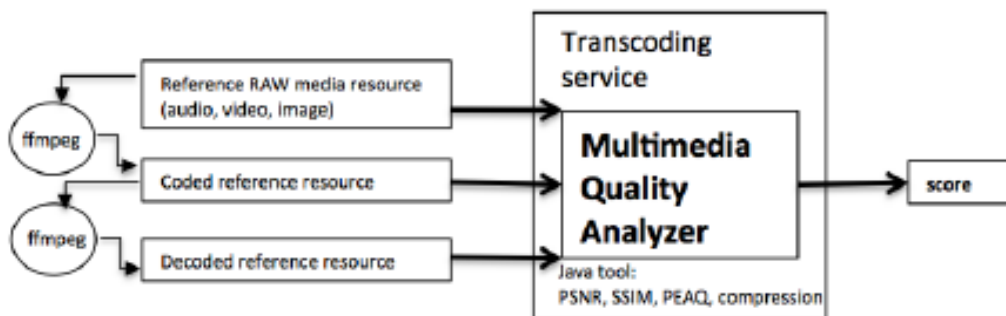 Transcoding
service
Reference RAW media resource
(audio, video, image)
ffmpeg
Coded reference resource
ffmpeg
Decoded reference resource
Multimedia
Quality
Analyzer
Java tool:
PSNR, SSIM, PEAQ, compression
score